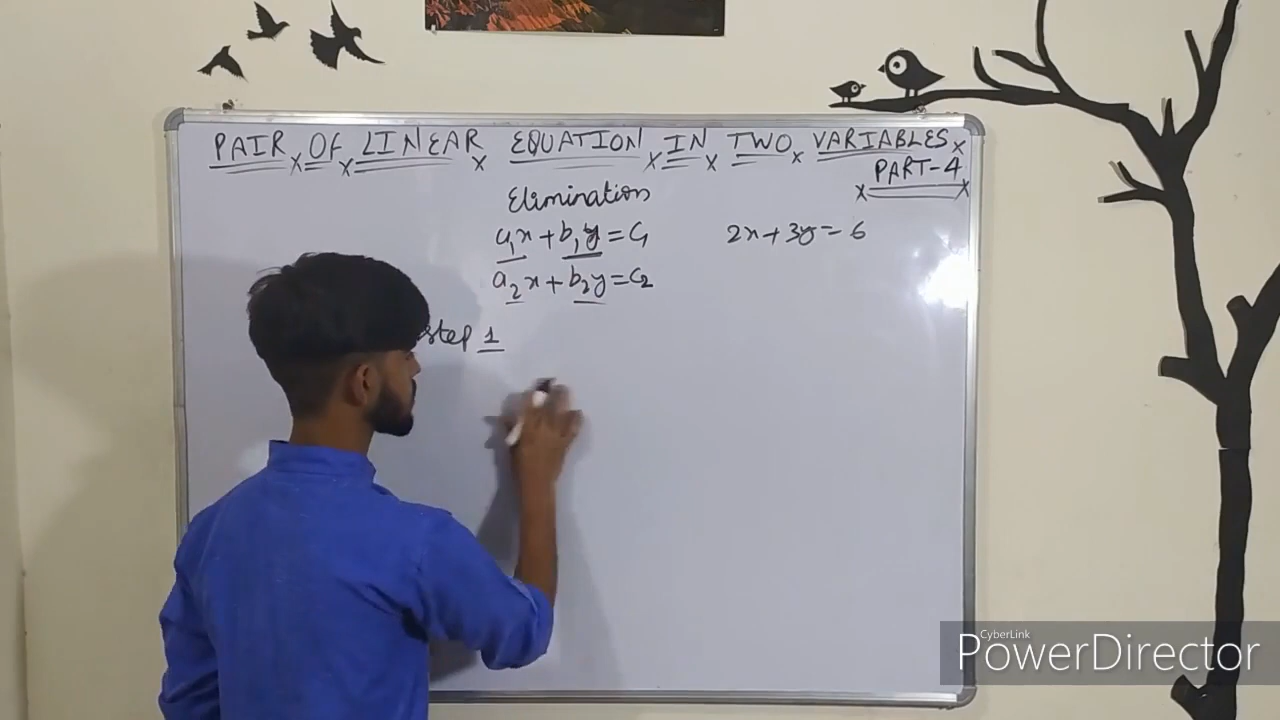 PAIR OF LINEAR EQUATION IN TWO VARIABLES
PART-4
Elimination
a₁x + b₁y = C₁
2x + 3y = 6
a₂x + b₂y = C₂
step 1
CyberLink
PowerDirector